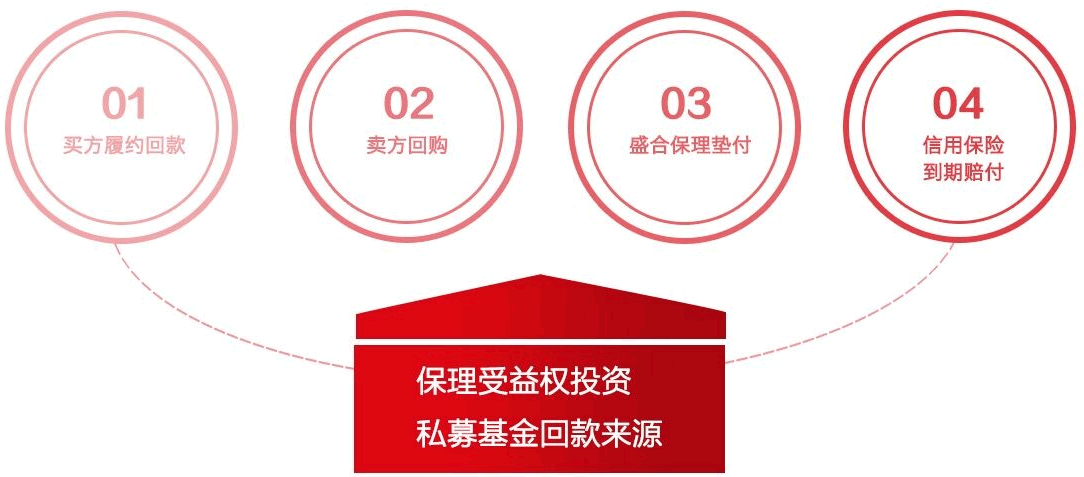 01
买方履约回款
02
卖方回购
03
盛合保理垫付
04
信用保险
到期赔付
保理受益权投资
私募基金回款来源